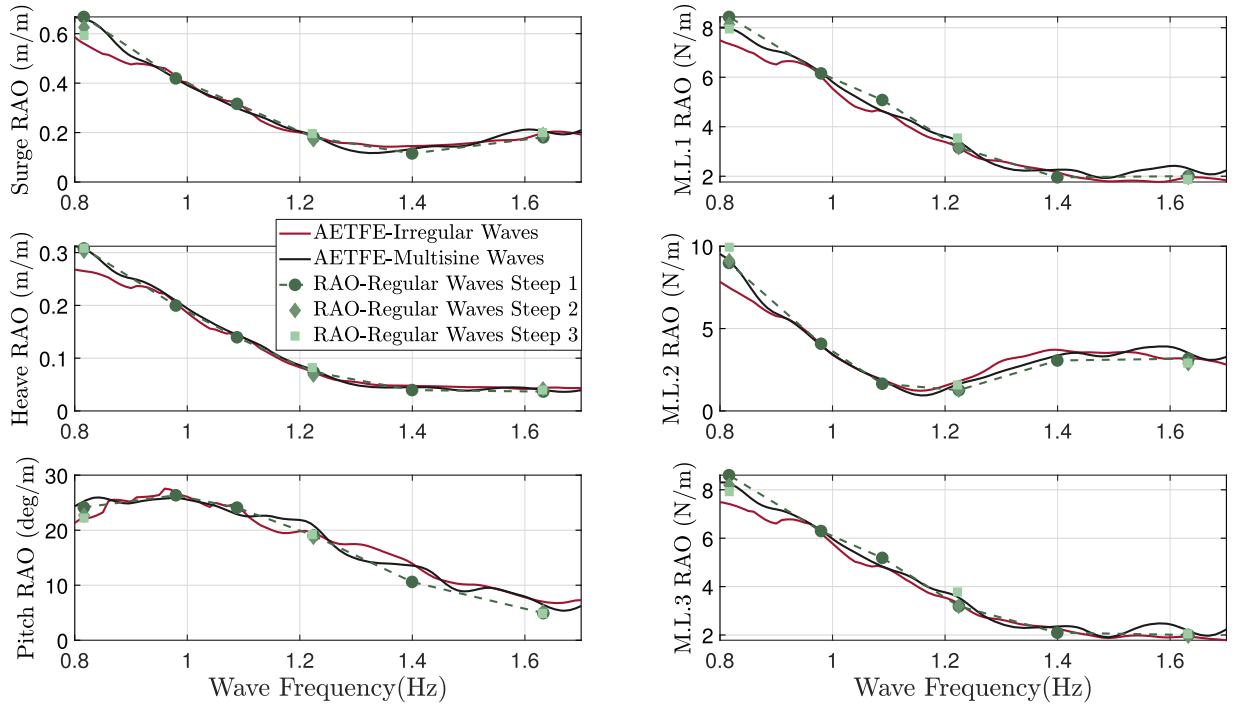 Surge RAO (m/m)
0.6
0.4
0.2
0
0.8 1 1.2 1.4 1.6
M.L.1 RAO (N/m)
8
6
4
2
0.8 1 1.2 1.4 1.6
Heave RAO (m/m)
0.3
0.2
0.1
0
0.8 1 1.2 1.4 1.6
AETFE-Irregular Waves
AETFE-Multisine Waves
RAO-Regular Waves Steep 1
RAO-Regular Waves Steep 2
RAO-Regular Waves Steep 3
M.L.2 RAO (N/m)
10
5
0
0.8 1 1.2 1.4 1.6
Pitch RAO (deg/m)
30
20
10
0
0.8 1 1.2 1.4 1.6
Wave Frequency(Hz)
M.L.3 RAO (N/m)
8
6
4
2
0.8 1 1.2 1.4 1.6
Wave Frequency(Hz)